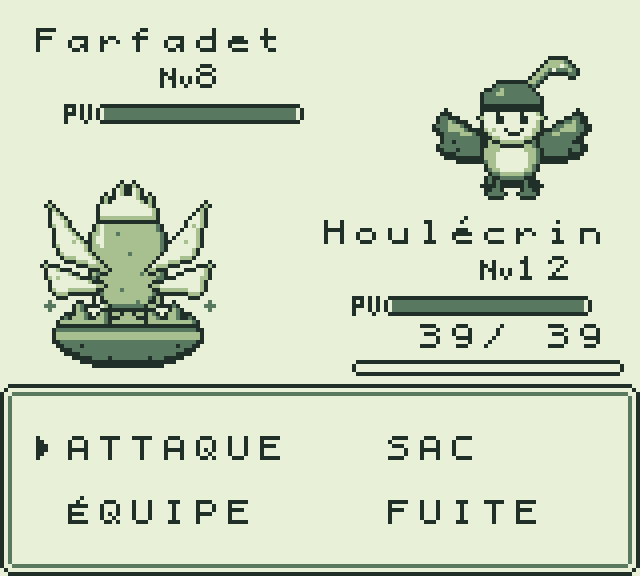 Farfadet
Nv8
PV
Houlécrin
Nv12
PV
39/ 39
ATTAQUE SAC
ÉQUIPE FUITE